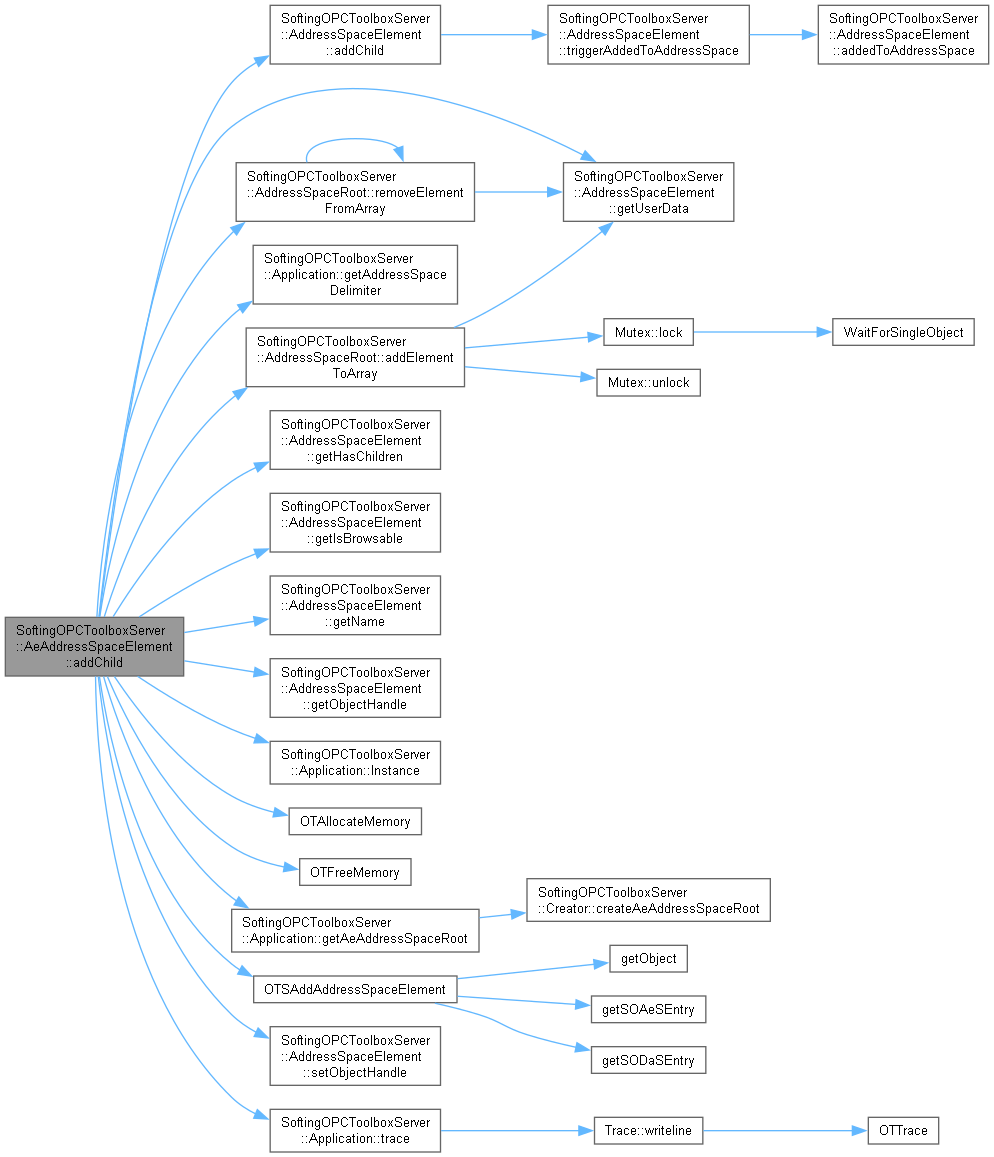 SoftingOPCToolboxServer
::AddressSpaceElement
::addChild
SoftingOPCToolboxServer
::AddressSpaceElement
::triggerAddedToAddressSpace
SoftingOPCToolboxServer
::AddressSpaceElement
::addedToAddressSpace
SoftingOPCToolboxServer
::AddressSpaceRoot::removeElement
FromArray
SoftingOPCToolboxServer
::AddressSpaceElement
::getUserData
SoftingOPCToolboxServer
::Application::getAddressSpace
Delimiter
SoftingOPCToolboxServer
::AddressSpaceRoot::addElement
ToArray
Mutex::lock
WaitForSingleObject
Mutex::unlock
SoftingOPCToolboxServer
::AddressSpaceElement
::getHasChildren
SoftingOPCToolboxServer
::AddressSpaceElement
::getIsBrowsable
SoftingOPCToolboxServer
::AddressSpaceElement
::getName
SoftingOPCToolboxServer
::AeAddressSpaceElement
::addChild
SoftingOPCToolboxServer
::AddressSpaceElement
::getObjectHandle
SoftingOPCToolboxServer
::Application::Instance
OTAllocateMemory
OTFreeMemory
SoftingOPCToolboxServer
::Application::getAeAddressSpaceRoot
SoftingOPCToolboxServer
::Creator::createAeAddressSpaceRoot
OTSAddAddressSpaceElement
getObject
getSOAeSEntry
getSODaSEntry
SoftingOPCToolboxServer
::AddressSpaceElement
::setObjectHandle
SoftingOPCToolboxServer
::Application::trace
Trace::writeline
OTTrace